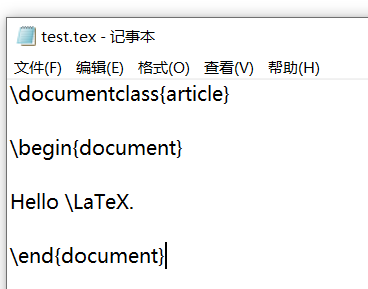 test.tex - 记事本
文件(F) 编辑(E) 格式(O) 查看(V) 帮助(H)
\documentclass{article}
\begin{document}
Hello \LaTeX.
\end{document}